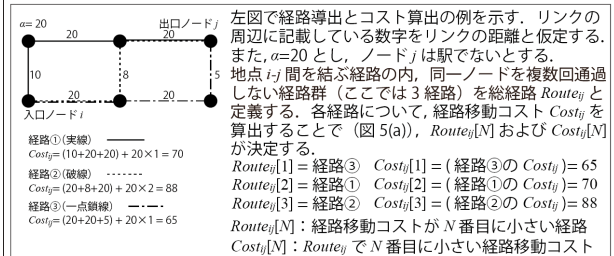 α= 20
出口ノード j
20
20
10
8
5
20
20
入口ノード i
経路①(実線)
Costij= (10+20+20) + 20×1 = 70
経路②(破線)
Costij= (20+8+20) + 20×2 = 88
経路③(一点鎖線)
Costij= (20+20+5) + 20×1 = 65
左図で経路導出とコスト算出の例を示す．リンクの
周辺に記載している数字をリンクの距離と仮定する．
また，α=20 とし，ノード j は駅でないとする．
地点 i-j 間を結ぶ経路の内，同一ノードを複数回通過
しない経路群（ここでは 3 経路）を総経路 Routeij と
定義する．各経路について，経路移動コスト Costij を
算出することで（図 5(a)），Routeij[N] および Costij[N]
が決定する．
Routeij[1] = 経路③ Costij[1] = ( 経路③の Costij ) = 65
Routeij[2] = 経路① Costij[2] = ( 経路①の Costij ) = 70
Routeij[3] = 経路② Costij[3] = ( 経路②の Costij ) = 88
Routeij[N]：経路移動コストが N 番目に小さい経路
Costij[N]：Routeij で N 番目に小さい経路移動コスト